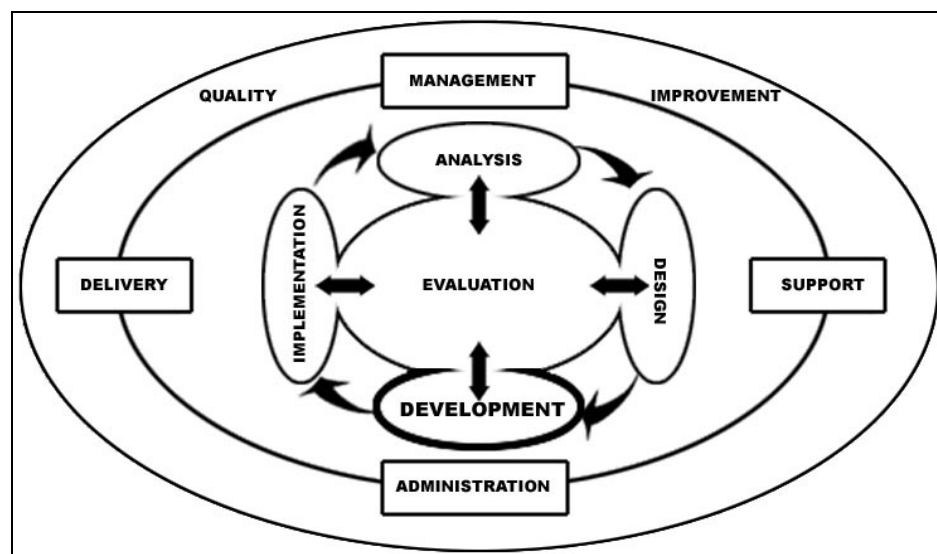 MANAGEMENT
QUALITY
IMPROVEMENT
ANALYSIS
IMPLEMENTATION
DESIGN
DELIVERY
EVALUATION
SUPPORT
DEVELOPMENT
ADMINISTRATION